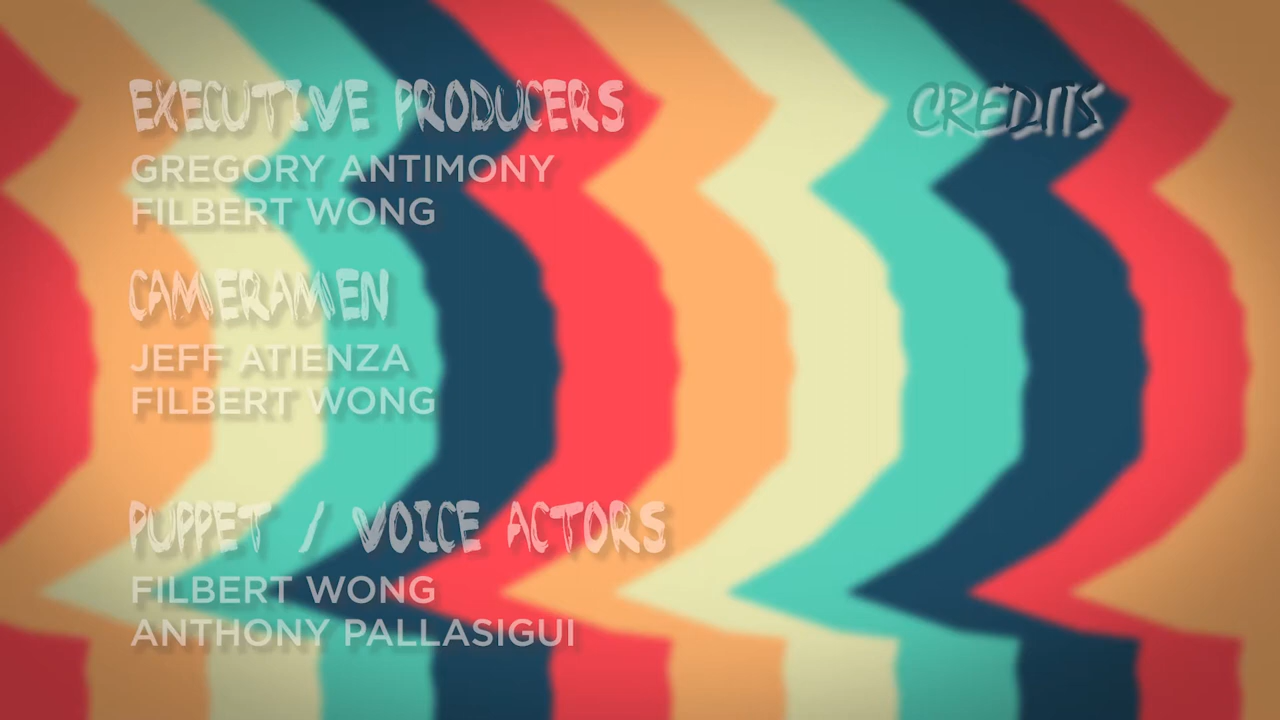 EXECUTIVE PRODUCERS
GREGORY ANTIMONY
FILBERT WONG
CREDITS
CAMERAMEN
JEFF ATIENZA
FILBERT WONG
PUPPET / VOICE ACTORS
FILBERT WONG
ANTHONY PALLASIGUI